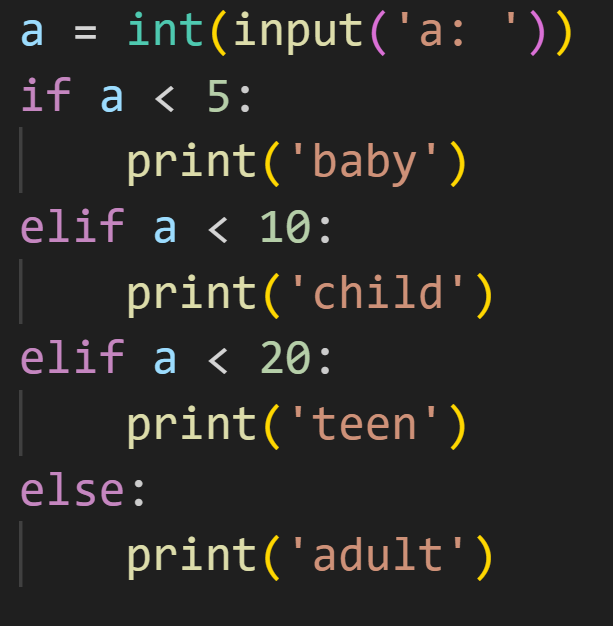 a = int(input('a: '))
if a < 5:
    print('baby')
elif a < 10:
    print('child')
elif a < 20:
    print('teen')
else:
    print('adult')